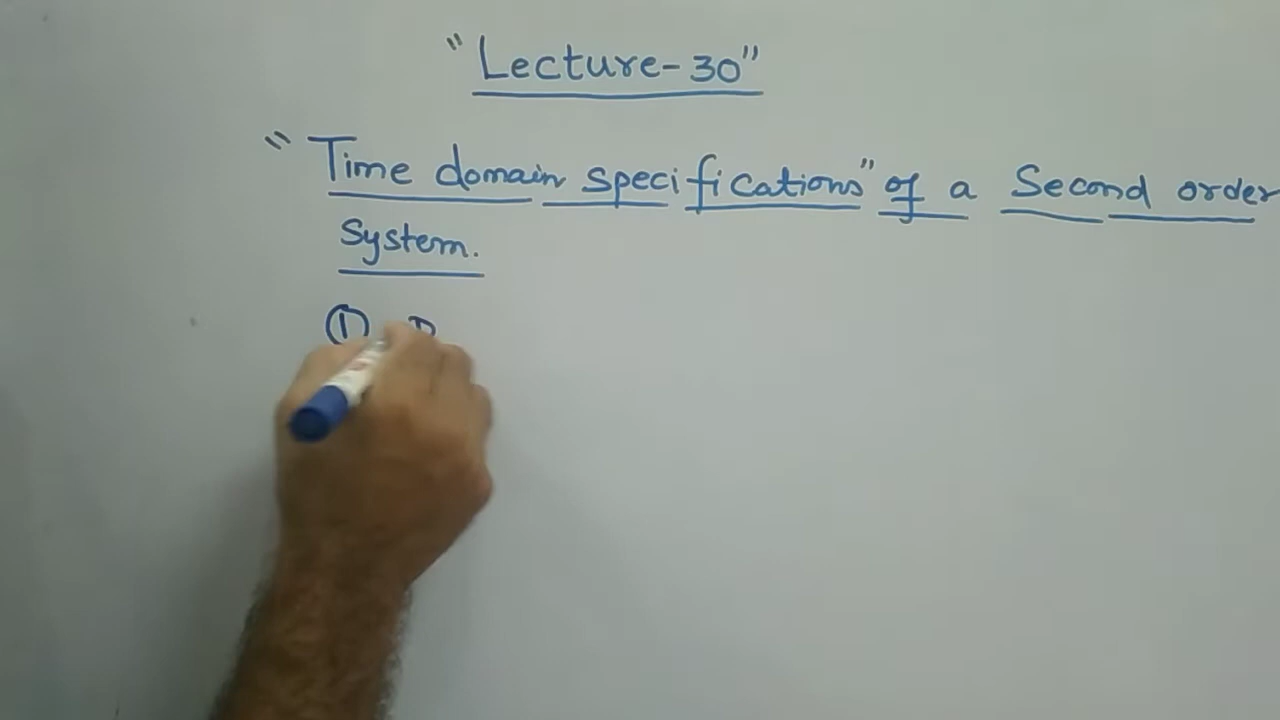 "Lecture-30"
"Time domain specifications" of a Second order
System.
①